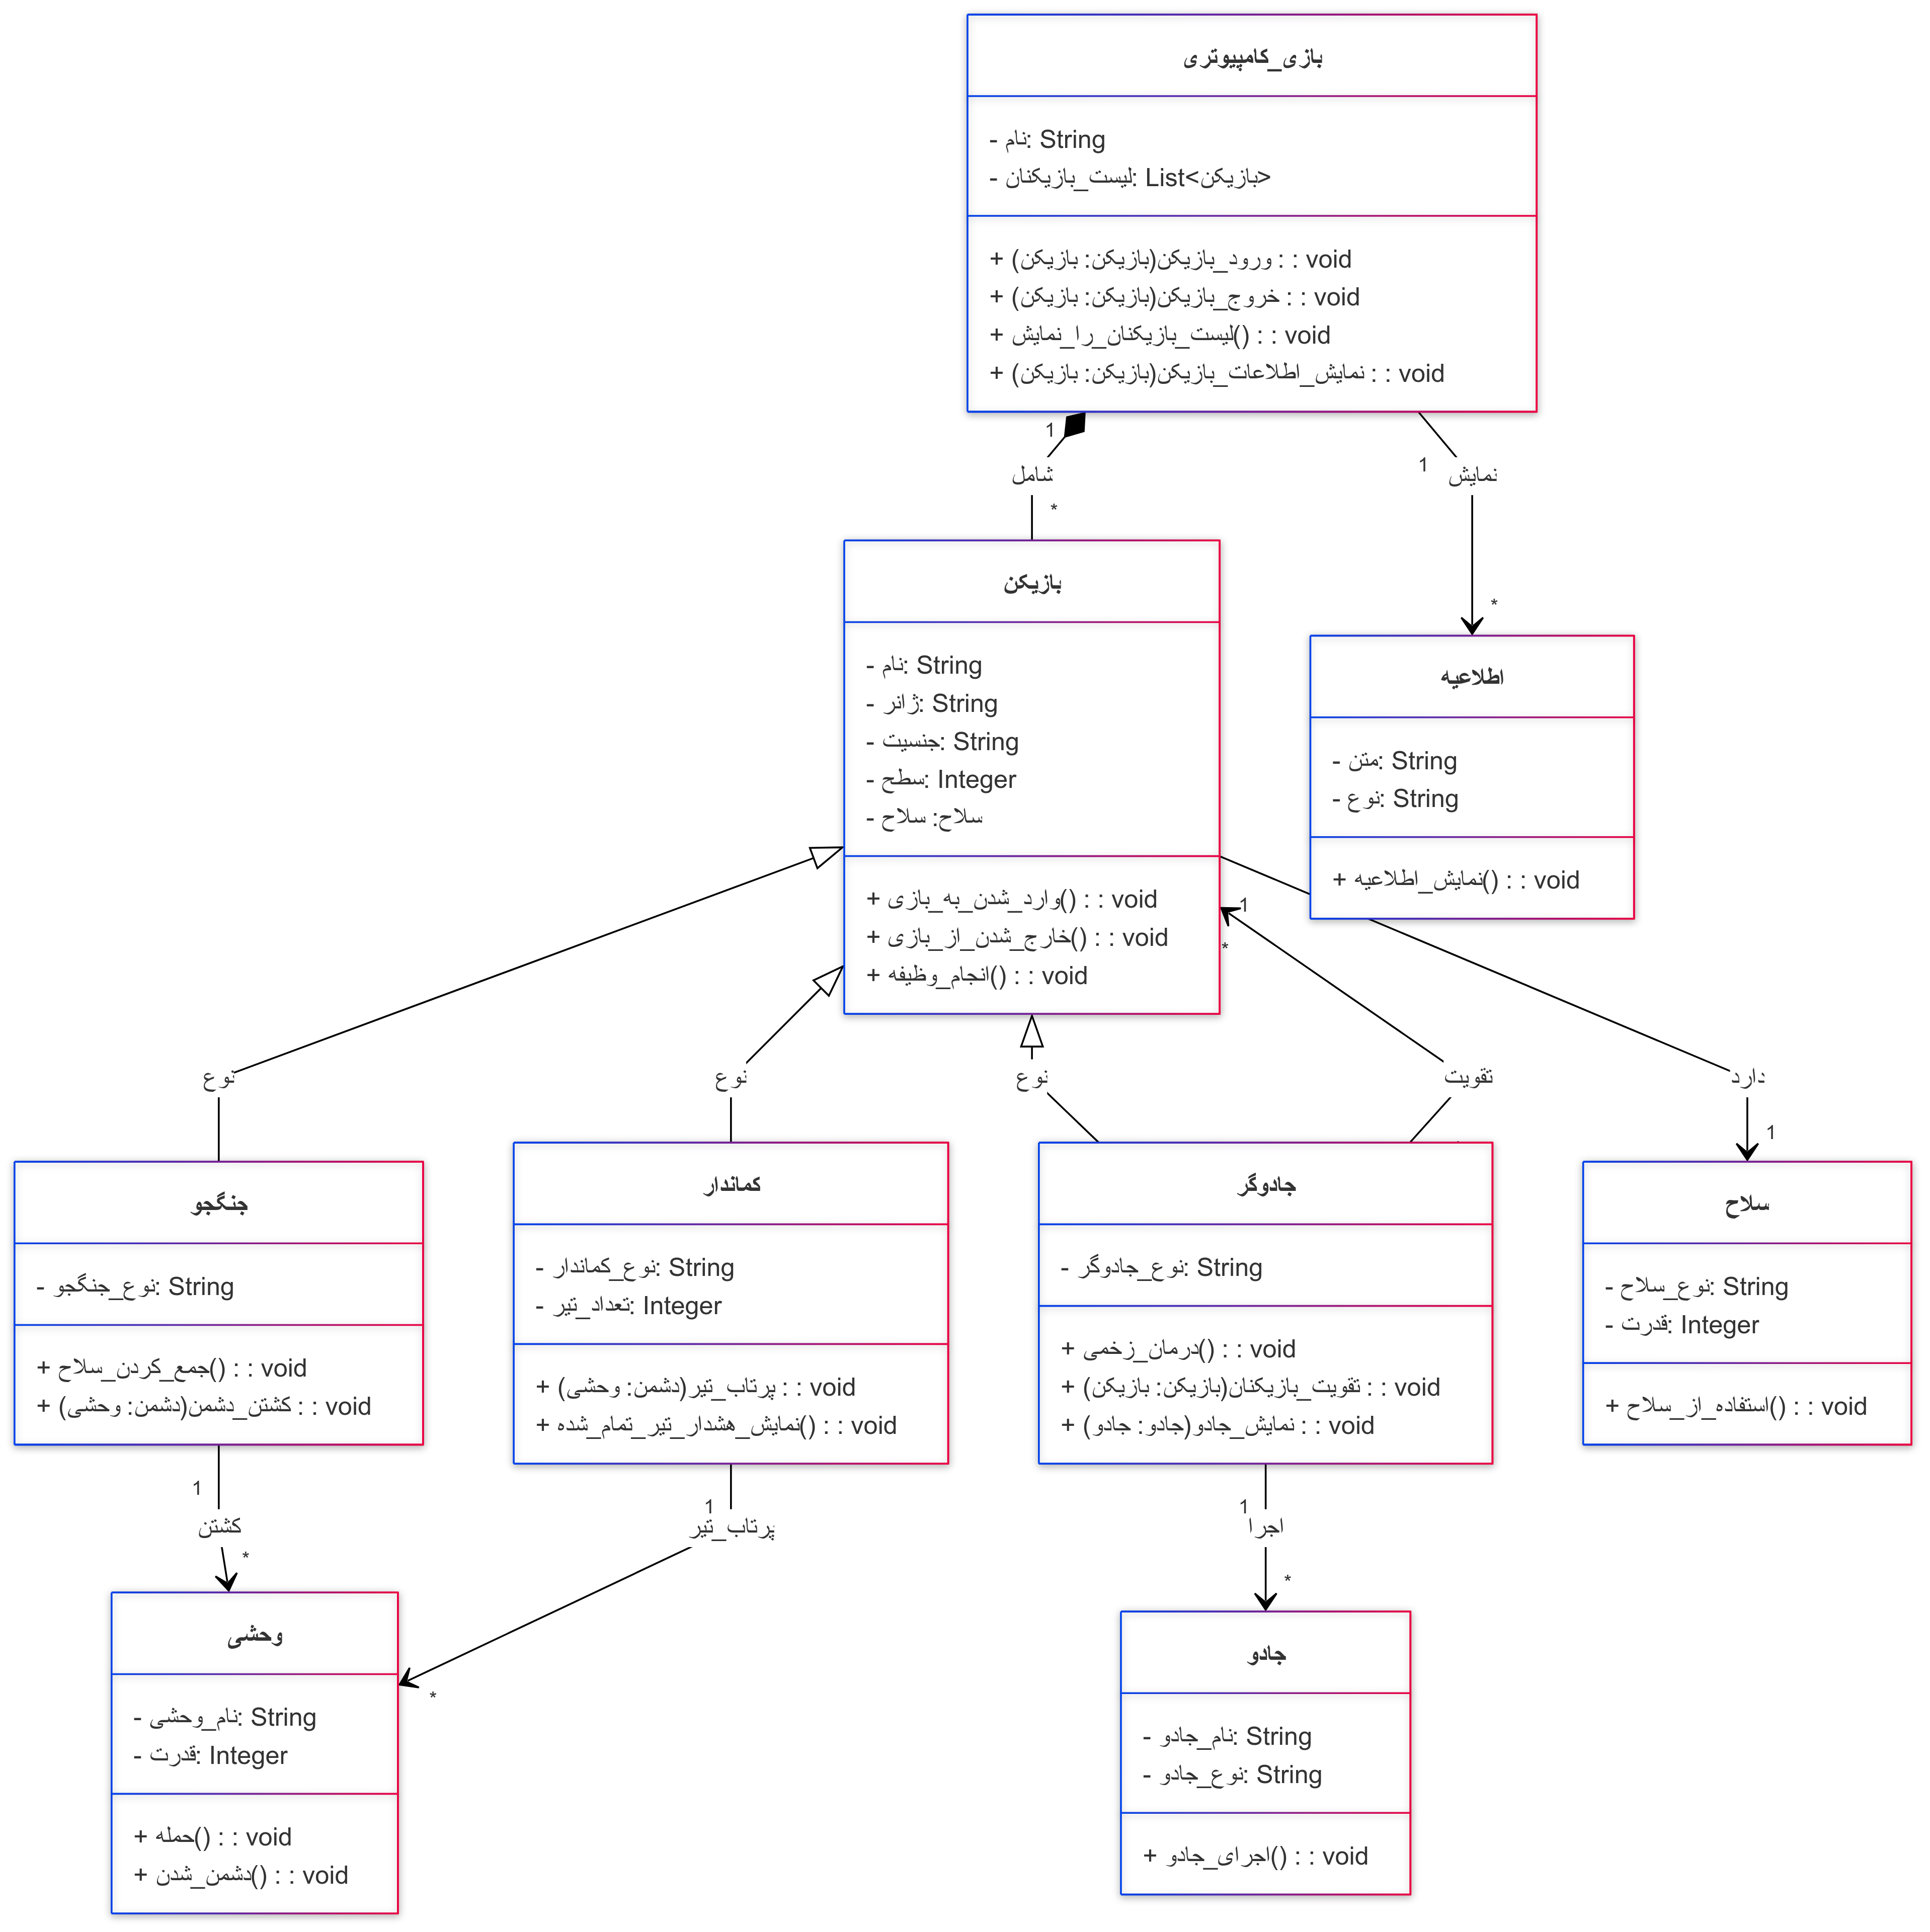 بازی_کامپیوتری
- نام: String
- لیست_بازیکنان: List<بازیکن>
+ ورود_بازیکن(بازیکن: بازیکن) : : void
+ خروج_بازیکن(بازیکن: بازیکن) : : void
+ لیست_بازیکنان_را_نمایش() : : void
+ نمایش_اطلاعات_بازیکن(بازیکن: بازیکن) : : void
1
شامل
*
1
نمایش
*
بازیکن
- نام: String
- ژانر: String
- جنسیت: String
- سطح: Integer
- سلاح: سلاح
+ وارد_شدن_به_بازی() : : void
+ خارج_شدن_از_بازی() : : void
+ انجام_وظیفه() : : void
اطلاعیه
- متن: String
- نوع: String
+ نمایش_اطلاعیه() : : void
1
*
نوع
نوع
نوع
تقویت
دارد
1
جنگجو
- نوع_جنگجو: String
+ جمع_کردن_سلاح() : : void
+ کشتن_دشمن(دشمن: وحشی) : : void
کماندار
- نوع_کماندار: String
- تعداد_تیر: Integer
+ پرتاب_تیر(دشمن: وحشی) : : void
+ نمایش_هشدار_تیر_تمام_شده() : : void
جادوگر
- نوع_جادوگر: String
+ درمان_زخمی() : : void
+ تقویت_بازیکنان(بازیکن: بازیکن) : : void
+ نمایش_جادو(جادو: جادو) : : void
سلاح
- نوع_سلاح: String
- قدرت: Integer
+ استفاده_از_سلاح() : : void
1
کشتن
*
1
پرتاب_تیر
*
1
اجرا
*
وحشی
- نام_وحشی: String
- قدرت: Integer
+ حمله() : : void
+ دشمن_شدن() : : void
جادو
- نام_جادو: String
- نوع_جادو: String
+ اجرای_جادو() : : void